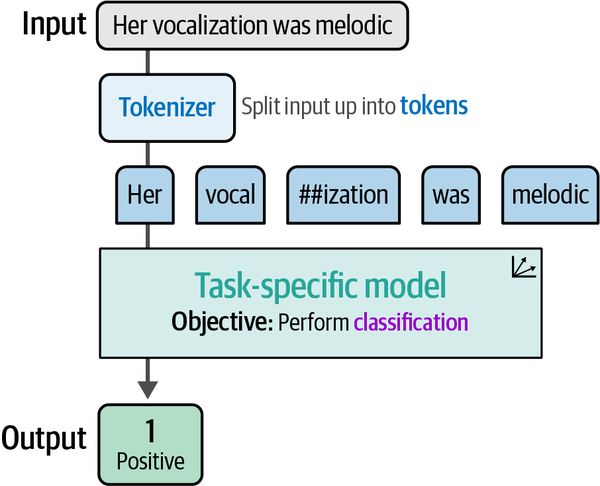 Input
Her vocalization was melodic
Tokenizer
Split input up into tokens
Her vocal ##ization was melodic
Task-specific model
Objective: Perform classification
Output
1
Positive